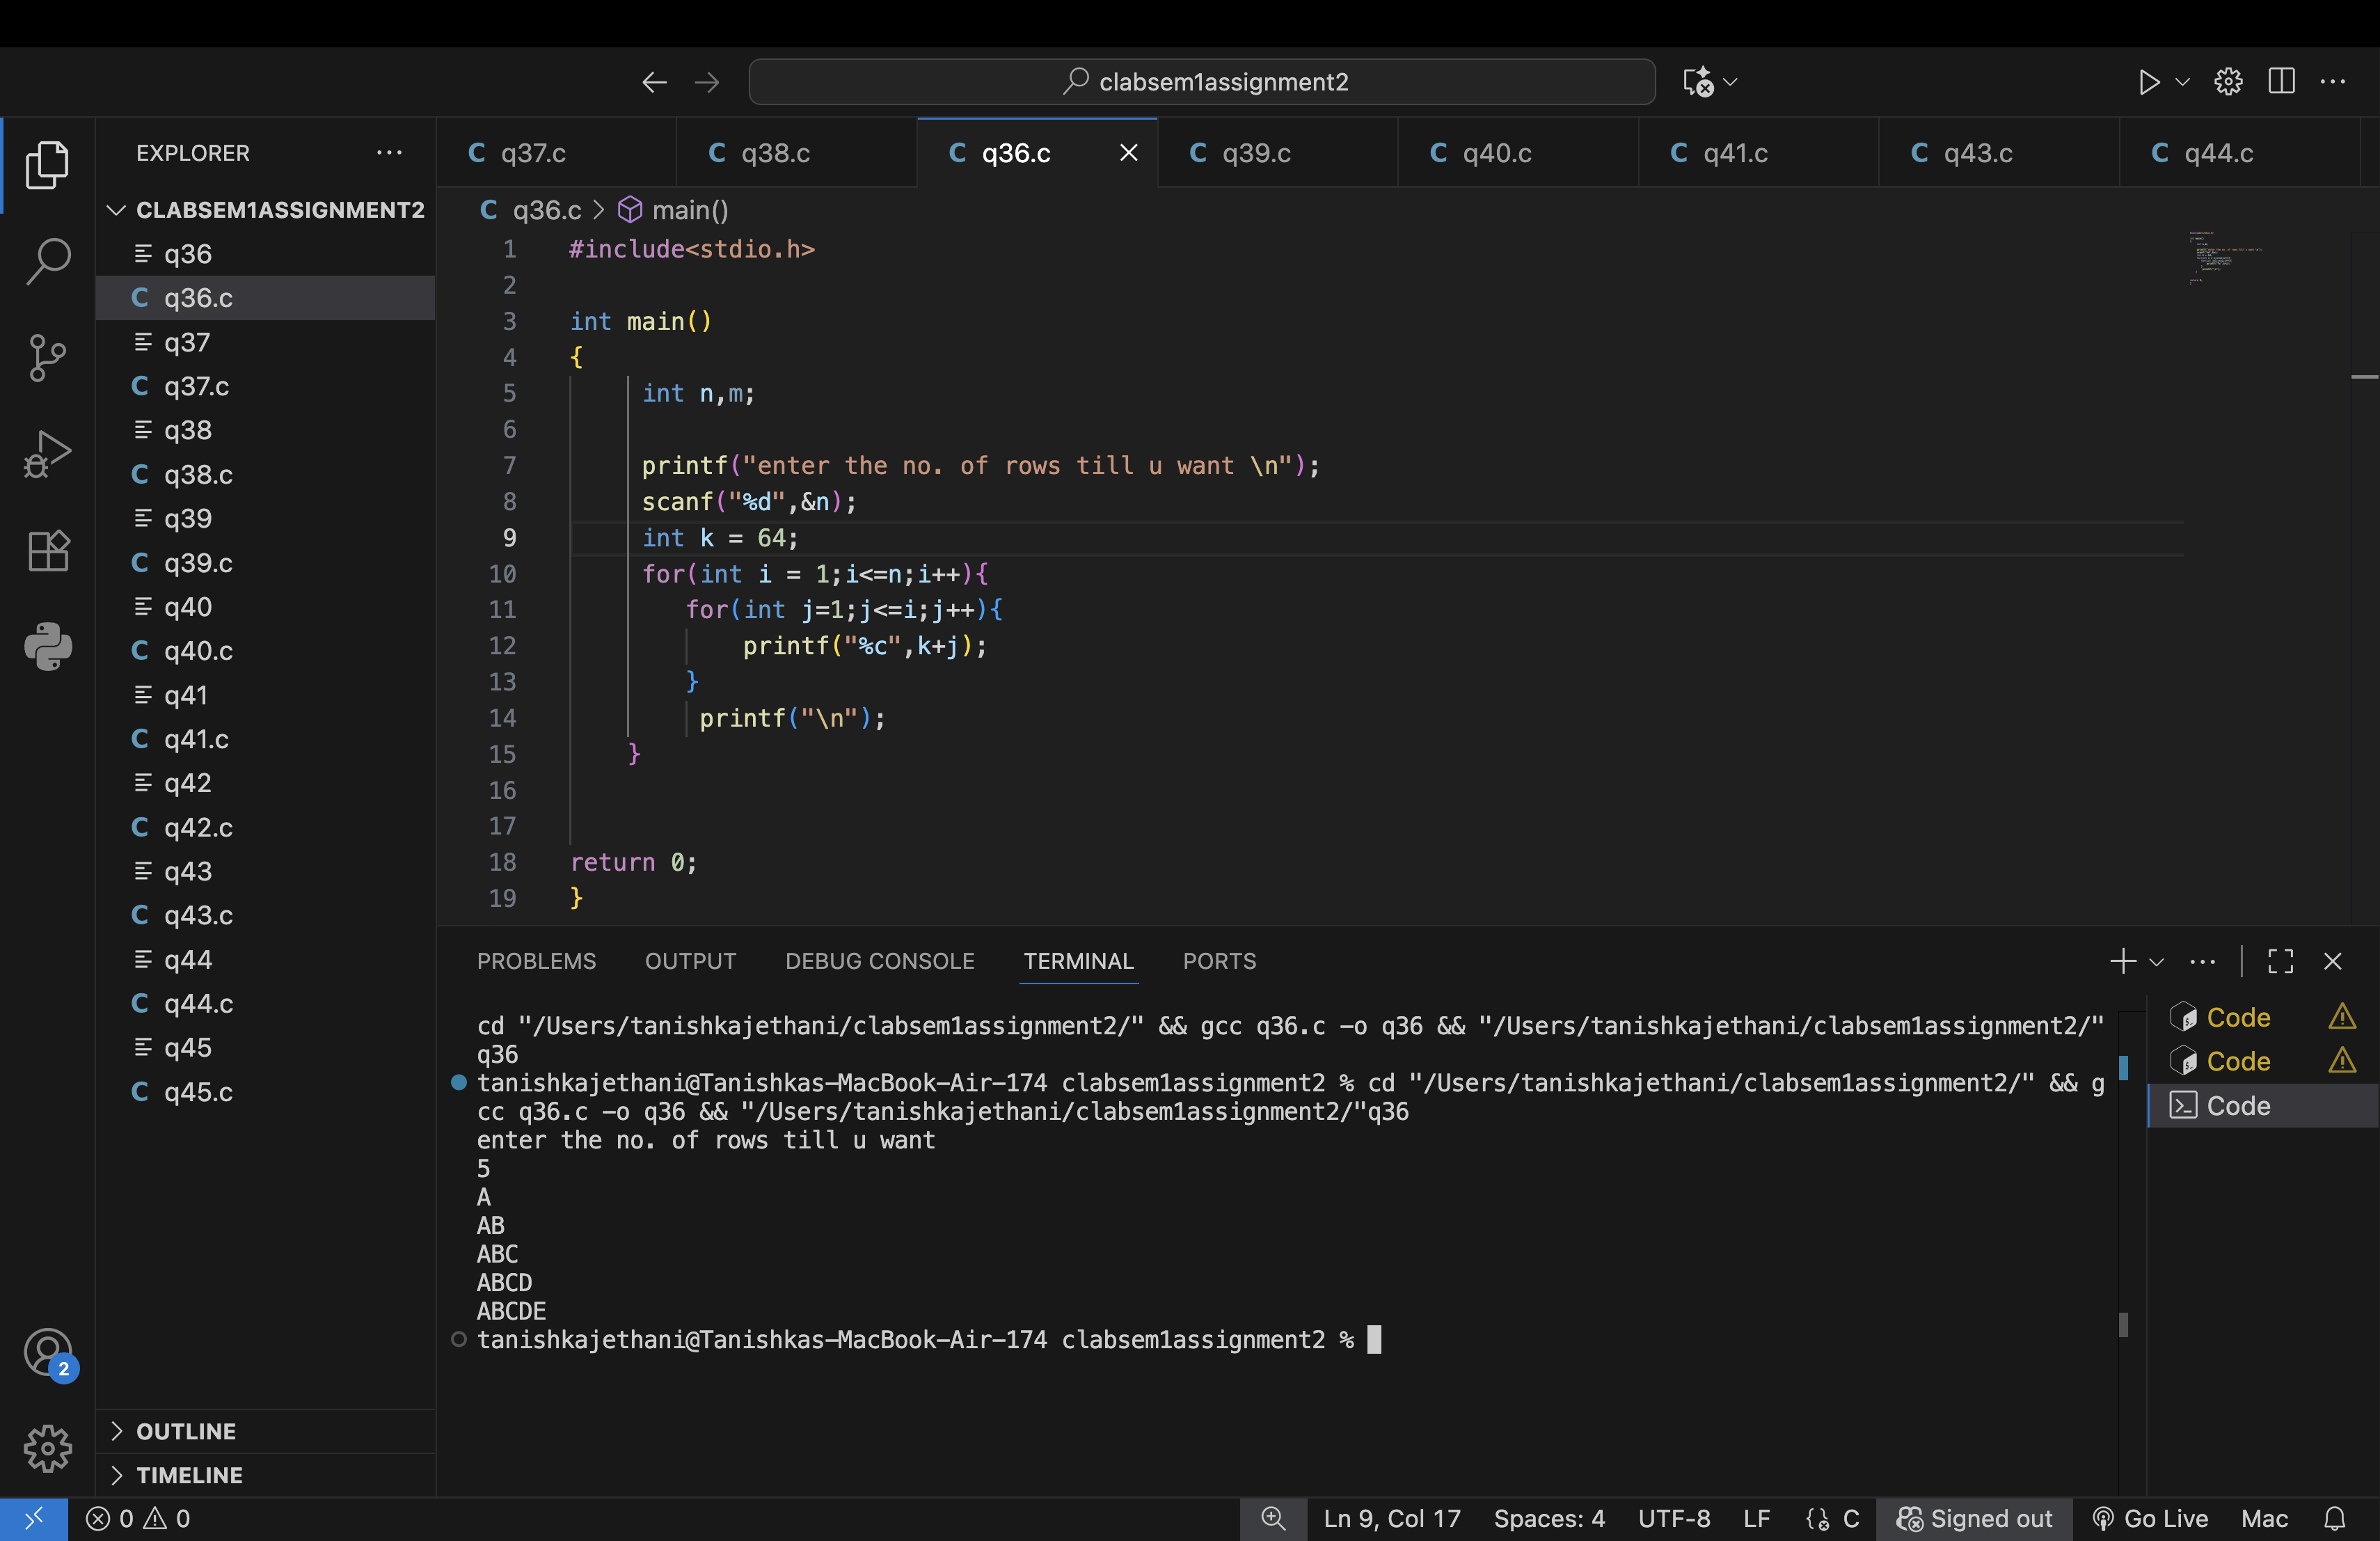 clabsem1assignment2
EXPLORER
CLABSEM1ASSIGNMENT2
q36
C q36.c
q37
C q37.c
q38
C q38.c
q39
C q39.c
q40
C q40.c
q41
C q41.c
q42
C q42.c
q43
C q43.c
q44
C q44.c
q45
C q45.c
OUTLINE
TIMELINE
C q37.c C q38.c C q36.c C q39.c C q40.c C q41.c C q43.c C q44.c
C q36.c > main()
1 #include<stdio.h>
2
3 int main()
4 {
5 int n,m;
6
7 printf("enter the no. of rows till u want \n");
8 scanf("%d",&n);
9 int k = 64;
10 for(int i = 1;i<=n;i++){
11 for(int j=1;j<=i;j++){
12 printf("%c",k+j);
13 }
14 printf("\n");
15 }
16
17
18 return 0;
19 }
PROBLEMS OUTPUT DEBUG CONSOLE TERMINAL PORTS
cd "/Users/tanishkajethani/clabsem1assignment2/" && gcc q36.c -o q36 && "/Users/tanishkajethani/clabsem1assignment2/"
q36
tanishkajethani@Tanishkas-MacBook-Air-174 clabsem1assignment2 % cd "/Users/tanishkajethani/clabsem1assignment2/" && g
cc q36.c -o q36 && "/Users/tanishkajethani/clabsem1assignment2/"q36
enter the no. of rows till u want
5
A
AB
ABC
ABCD
ABCDE
tanishkajethani@Tanishkas-MacBook-Air-174 clabsem1assignment2 %
Code
Code
Code
2
0 0 Ln 9, Col 17 Spaces: 4 UTF-8 LF C Signed out Go Live Mac